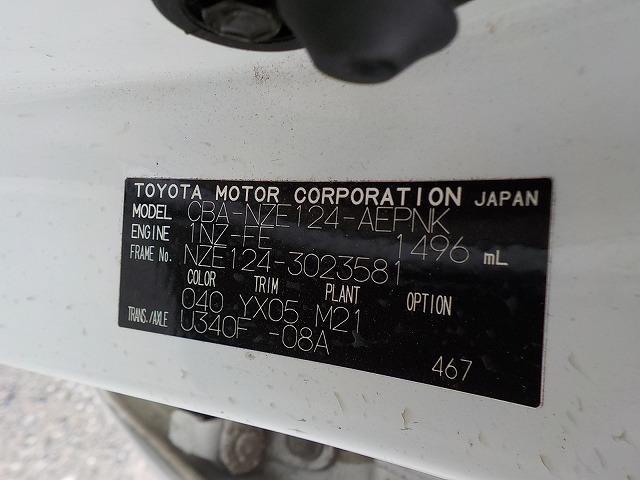 TOYOTA MOTOR CORPORATION JAPAN
MODEL CBA-NZE124-AEPNK
ENGINE 1NZ-FE 1496 mL
FRAME No. NZE124-3023581
COLOR TRIM PLANT OPTION
040 YX05 M21
TRANS./AXLE U340F -08A
467